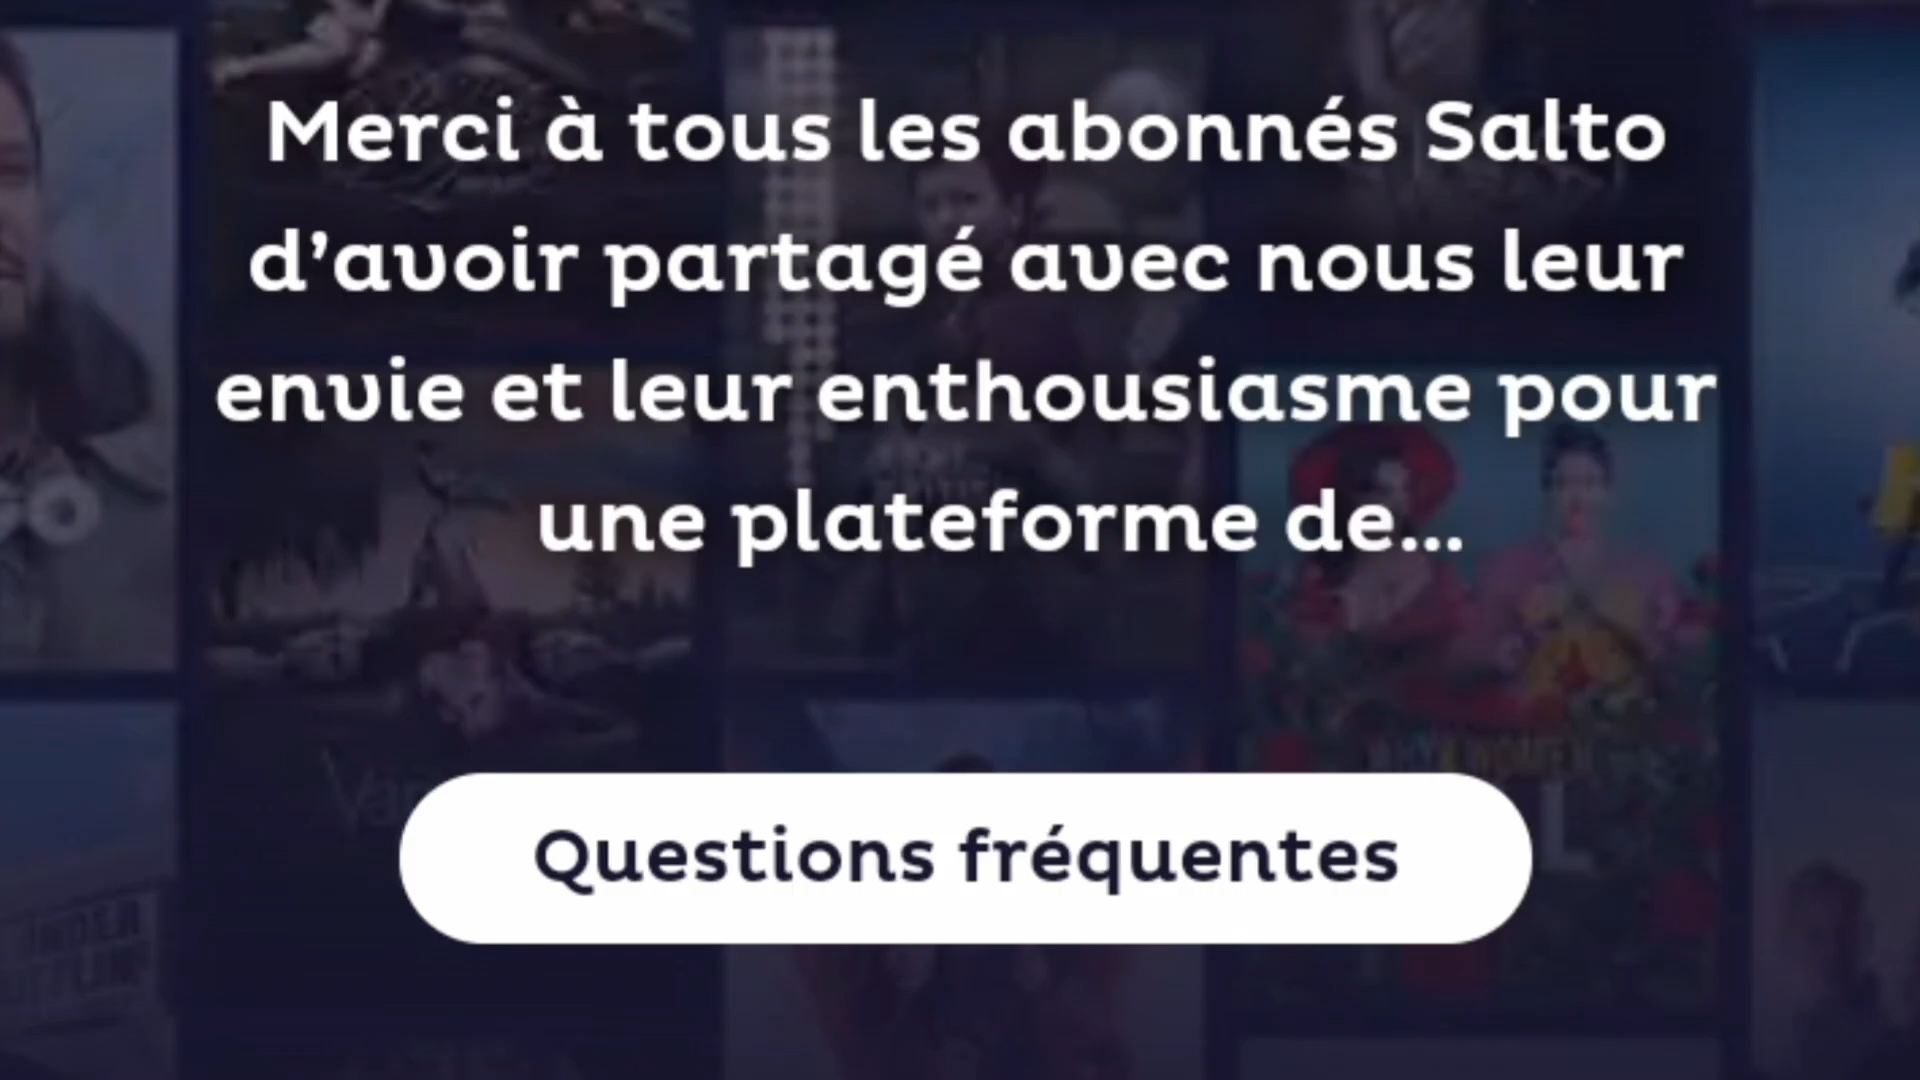 Merci à tous les abonnés Salto
d’avoir partagé avec nous leur
envie et leur enthousiasme pour
une plateforme de...
Questions fréquentes